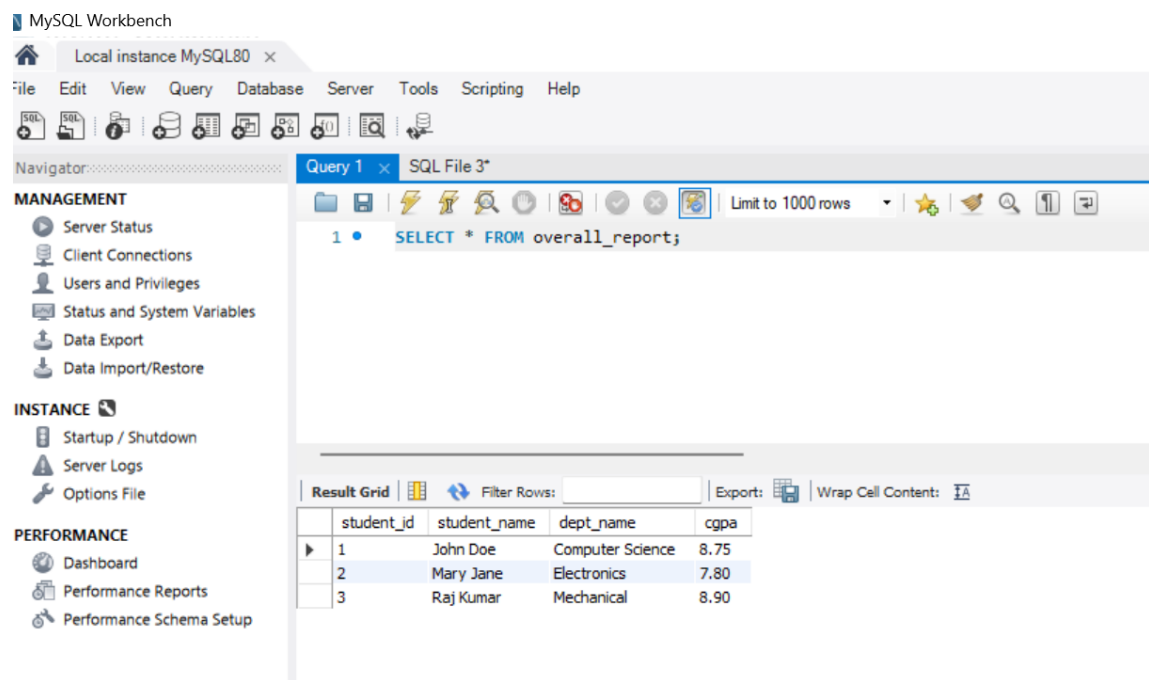 MySQL Workbench
Local instance MySQL80
File Edit View Query Database Server Tools Scripting Help
Navigator
Query 1 SQL File 3*
MANAGEMENT
Server Status
Client Connections
Users and Privileges
Status and System Variables
Data Export
Data Import/Restore
INSTANCE
Startup / Shutdown
Server Logs
Options File
PERFORMANCE
Dashboard
Performance Reports
Performance Schema Setup
Limit to 1000 rows
1 SELECT * FROM overall_report;
Result Grid Filter Rows: Export: Wrap Cell Content:
student_id student_name dept_name cgpa
1 John Doe Computer Science 8.75
2 Mary Jane Electronics 7.80
3 Raj Kumar Mechanical 8.90